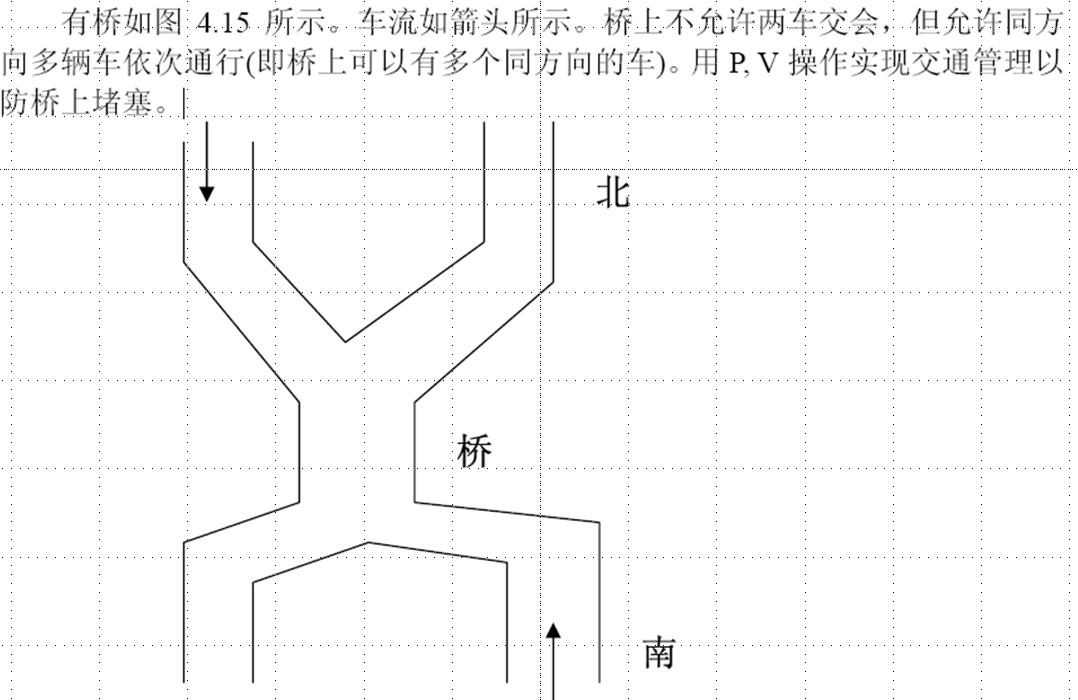 有桥如图 4.15 所示。车流如箭头所示。桥上不允许两车交会，但允许同方
向多辆车依次通行(即桥上可以有多个同方向的车)。用 P, V 操作实现交通管理以
防桥上堵塞。
北
桥
南